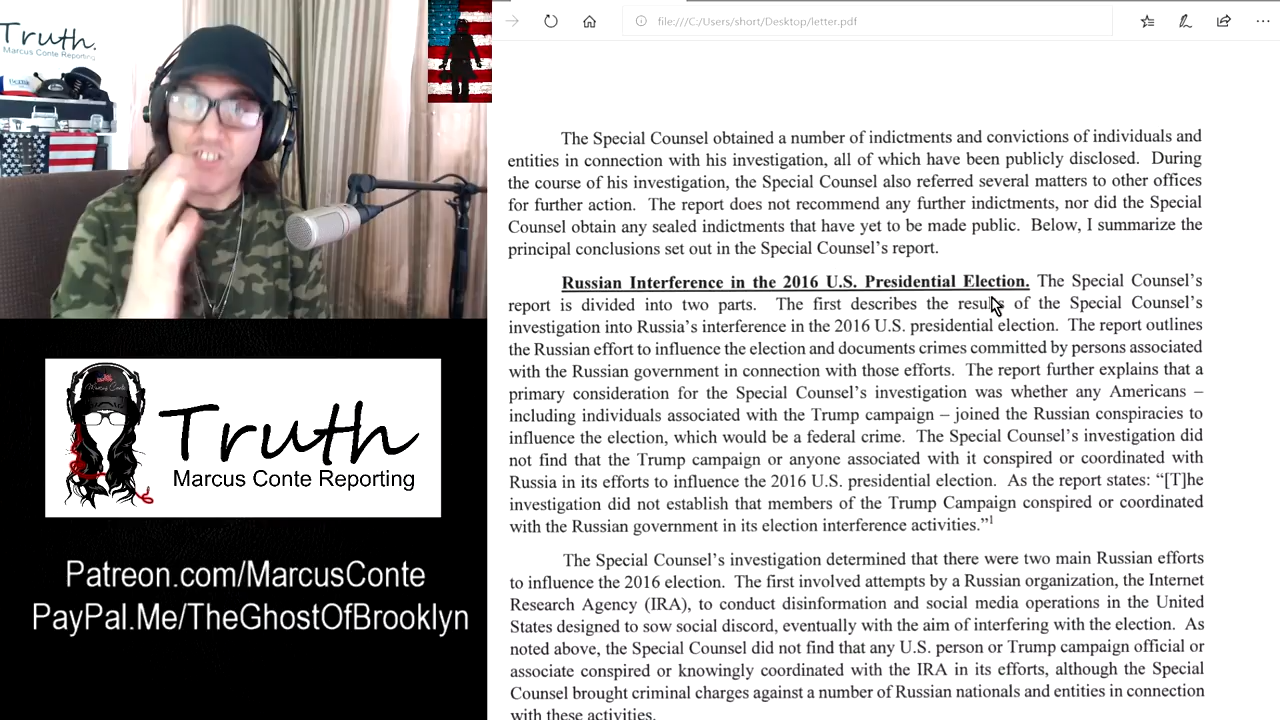 Truth.
Marcus Conte Reporting
file:///C:/Users/short/Desktop/letter.pdf
The Special Counsel obtained a number of indictments and convictions of individuals and
entities in connection with his investigation, all of which have been publicly disclosed. During
the course of his investigation, the Special Counsel also referred several matters to other offices
for further action. The report does not recommend any further indictments, nor did the Special
Counsel obtain any sealed indictments that have yet to be made public. Below, I summarize the
principal conclusions set out in the Special Counsel's report.
Russian Interference in the 2016 U.S. Presidential Election. The Special Counsel's
report is divided into two parts. The first describes the results of the Special Counsel's
investigation into Russia's interference in the 2016 U.S. presidential election. The report outlines
the Russian effort to influence the election and documents crimes committed by persons associated
with the Russian government in connection with those efforts. The report further explains that a
primary consideration for the Special Counsel's investigation was whether any Americans –
including individuals associated with the Trump campaign – joined the Russian conspiracies to
influence the election, which would be a federal crime. The Special Counsel's investigation did
not find that the Trump campaign or anyone associated with it conspired or coordinated with
Russia in its efforts to influence the 2016 U.S. presidential election. As the report states: “[T]he
investigation did not establish that members of the Trump Campaign conspired or coordinated
with the Russian government in its election interference activities.”1
The Special Counsel's investigation determined that there were two main Russian efforts
to influence the 2016 election. The first involved attempts by a Russian organization, the Internet
Research Agency (IRA), to conduct disinformation and social media operations in the United
States designed to sow social discord, eventually with the aim of interfering with the election. As
noted above, the Special Counsel did not find that any U.S. person or Trump campaign official or
associate conspired or knowingly coordinated with the IRA in its efforts, although the Special
Counsel brought criminal charges against a number of Russian nationals and entities in connection
with these activities.
Truth
Marcus Conte Reporting
Patreon.com/MarcusConte
PayPal.Me/TheGhostOfBrooklyn